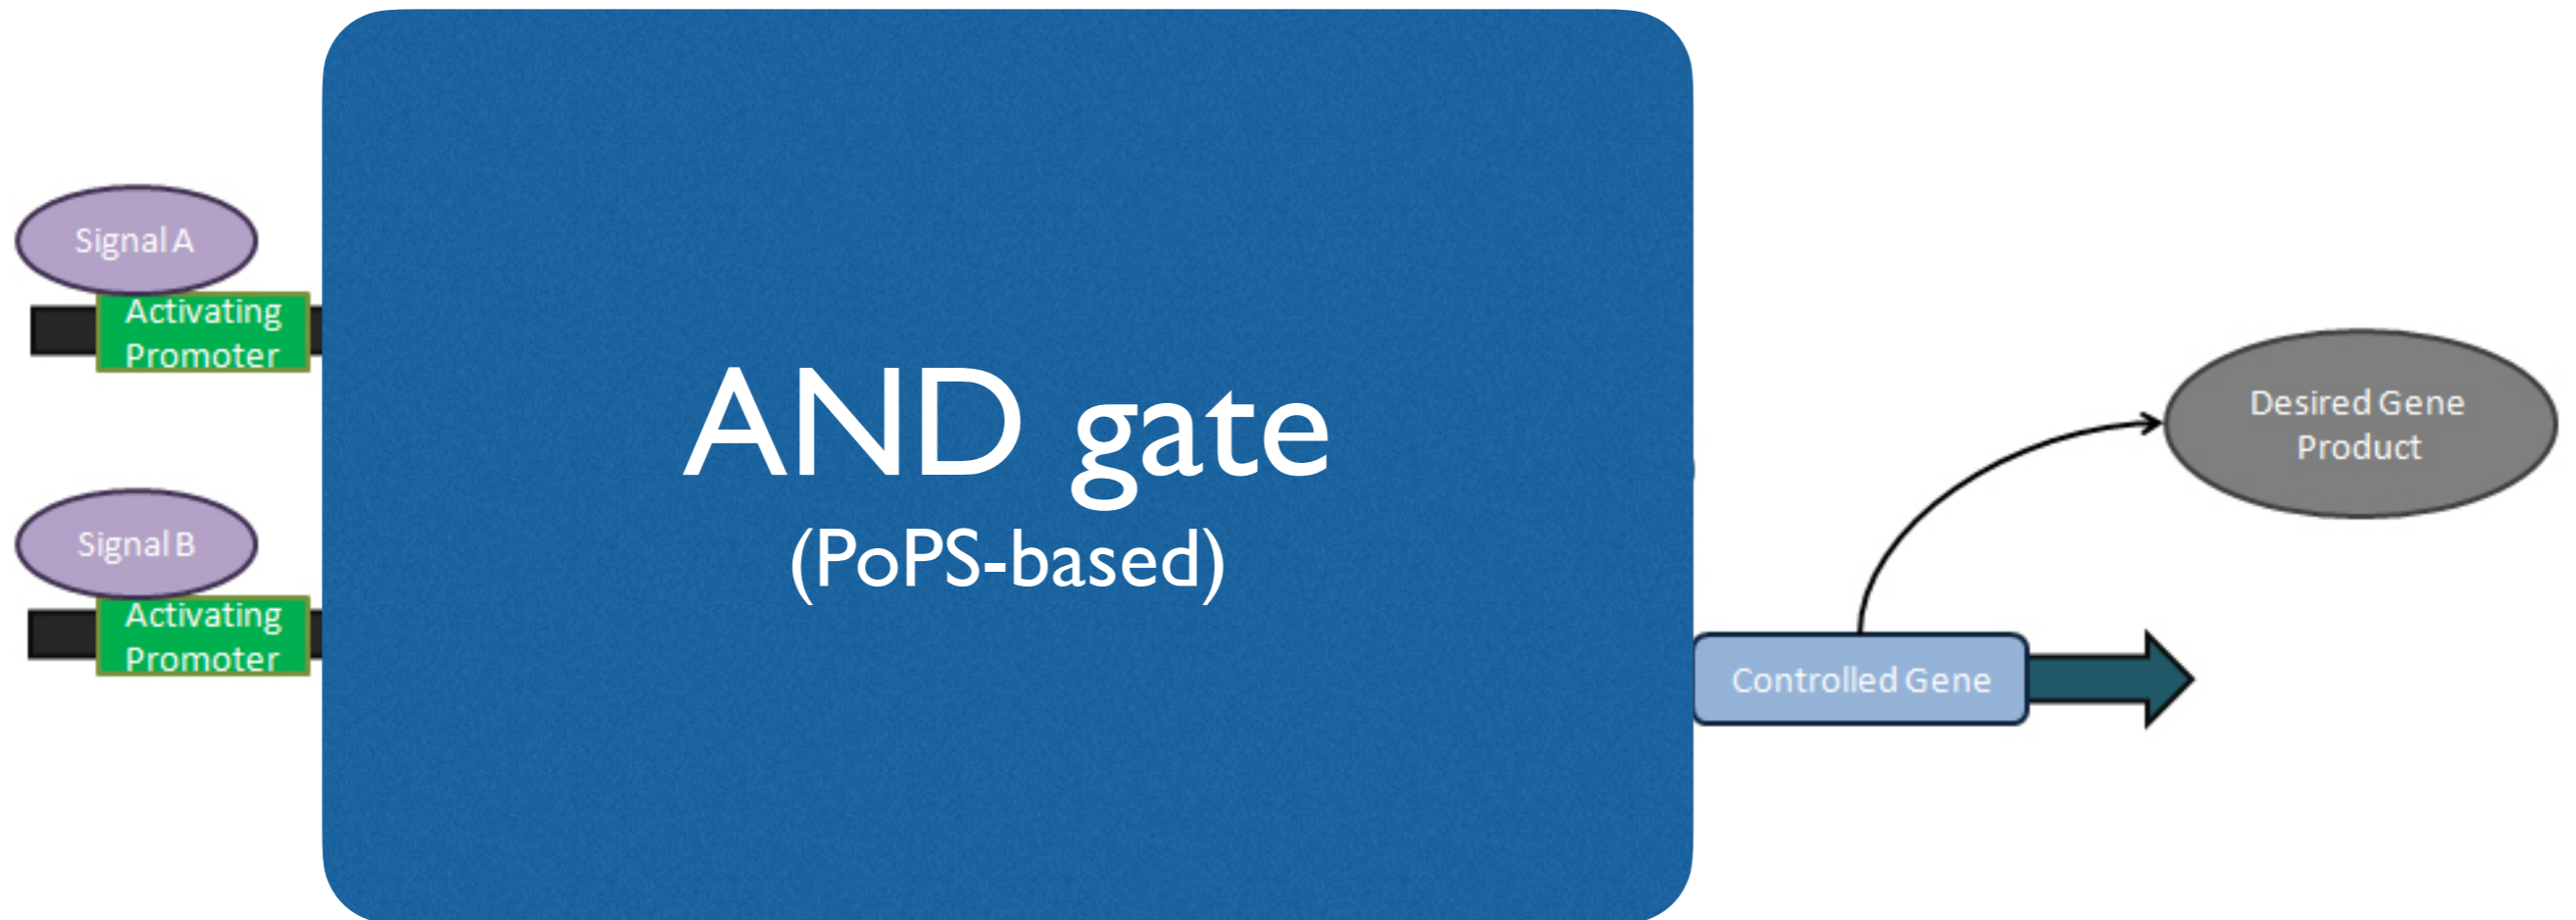 Signal A
Activating
Promoter
Signal B
Activating
Promoter
AND gate
(PoPS-based)
Desired Gene
Product
Controlled Gene